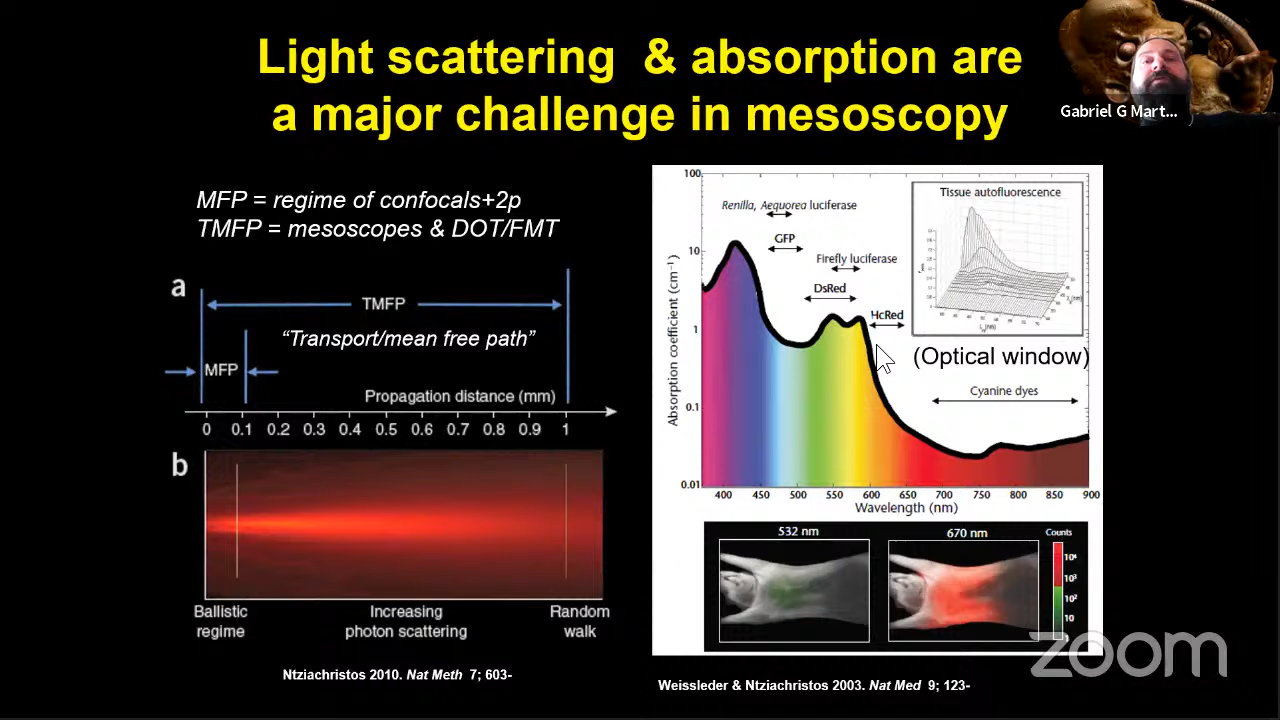 Light scattering & absorption are
a major challenge in mesoscopy
Gabriel G Mart...
MFP = regime of confocals+2p
TMFP = mesoscopes & DOT/FMT
a
TMFP
“Transport/mean free path”
MFP
Propagation distance (mm)
0 0.1 0.2 0.3 0.4 0.5 0.6 0.7 0.8 0.9 1
b
Ballistic regime
Increasing photon scattering
Random walk
Ntziachristos 2010. Nat Meth 7; 603-
100
10
1
0.1
0.01
Absorption coefficient (cm⁻¹)
Renilla, Aequorea luciferase
GFP
Firefly luciferase
DsRed
HcRed
Tissue autofluorescence
(Optical window)
Cyanine dyes
400 450 500 550 600 650 700 750 800 850 900
Wavelength (nm)
532 nm
670 nm
Counts
10⁴
10³
10²
10
zoom
Weissleder & Ntziachristos 2003. Nat Med 9; 123-